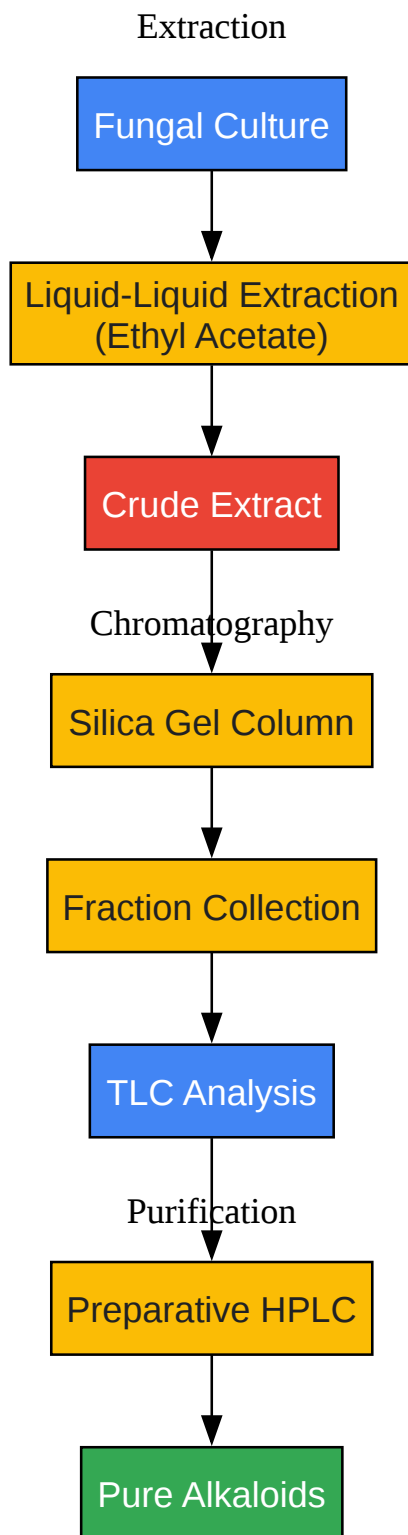 Extraction
Fungal Culture
Liquid-Liquid Extraction
(Ethyl Acetate)
Crude Extract
Chromatography
Silica Gel Column
Fraction Collection
TLC Analysis
Purification
Preparative HPLC
Pure Alkaloids